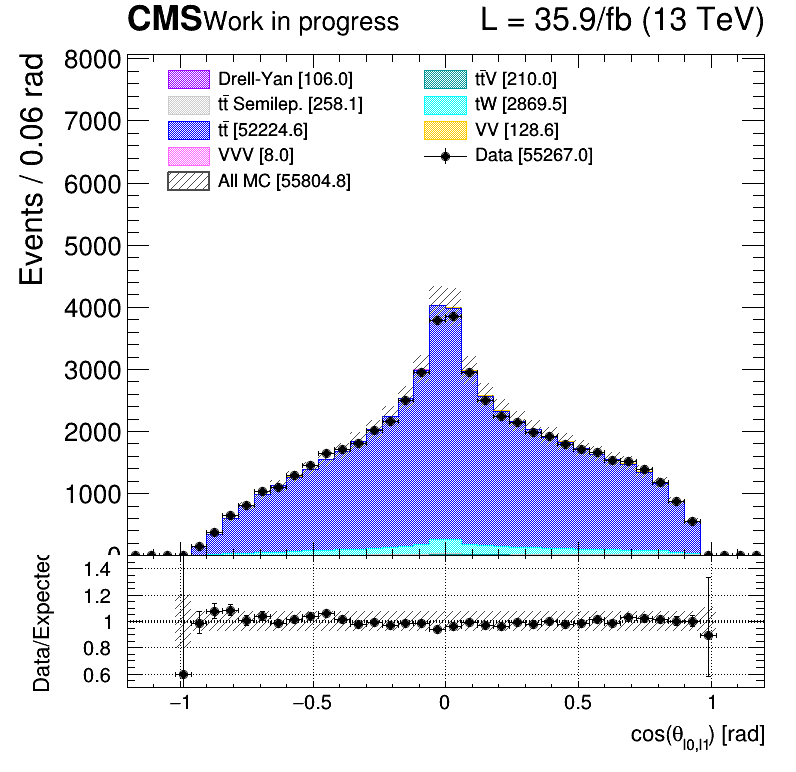 CMS Work in progress L = 35.9/fb (13 TeV)
Events / 0.06 rad
8000
7000
6000
5000
4000
3000
2000
1000
0
Drell-Yan [106.0]
tt̄ Semilep. [258.1]
tt̄ [52224.6]
VVV [8.0]
All MC [55804.8]
tt̄V [210.0]
tW [2869.5]
VV [128.6]
Data [55267.0]
Data/Expected
1.4
1.2
1
0.8
0.6
−1 −0.5 0 0.5 1
cos(θl0,l1) [rad]